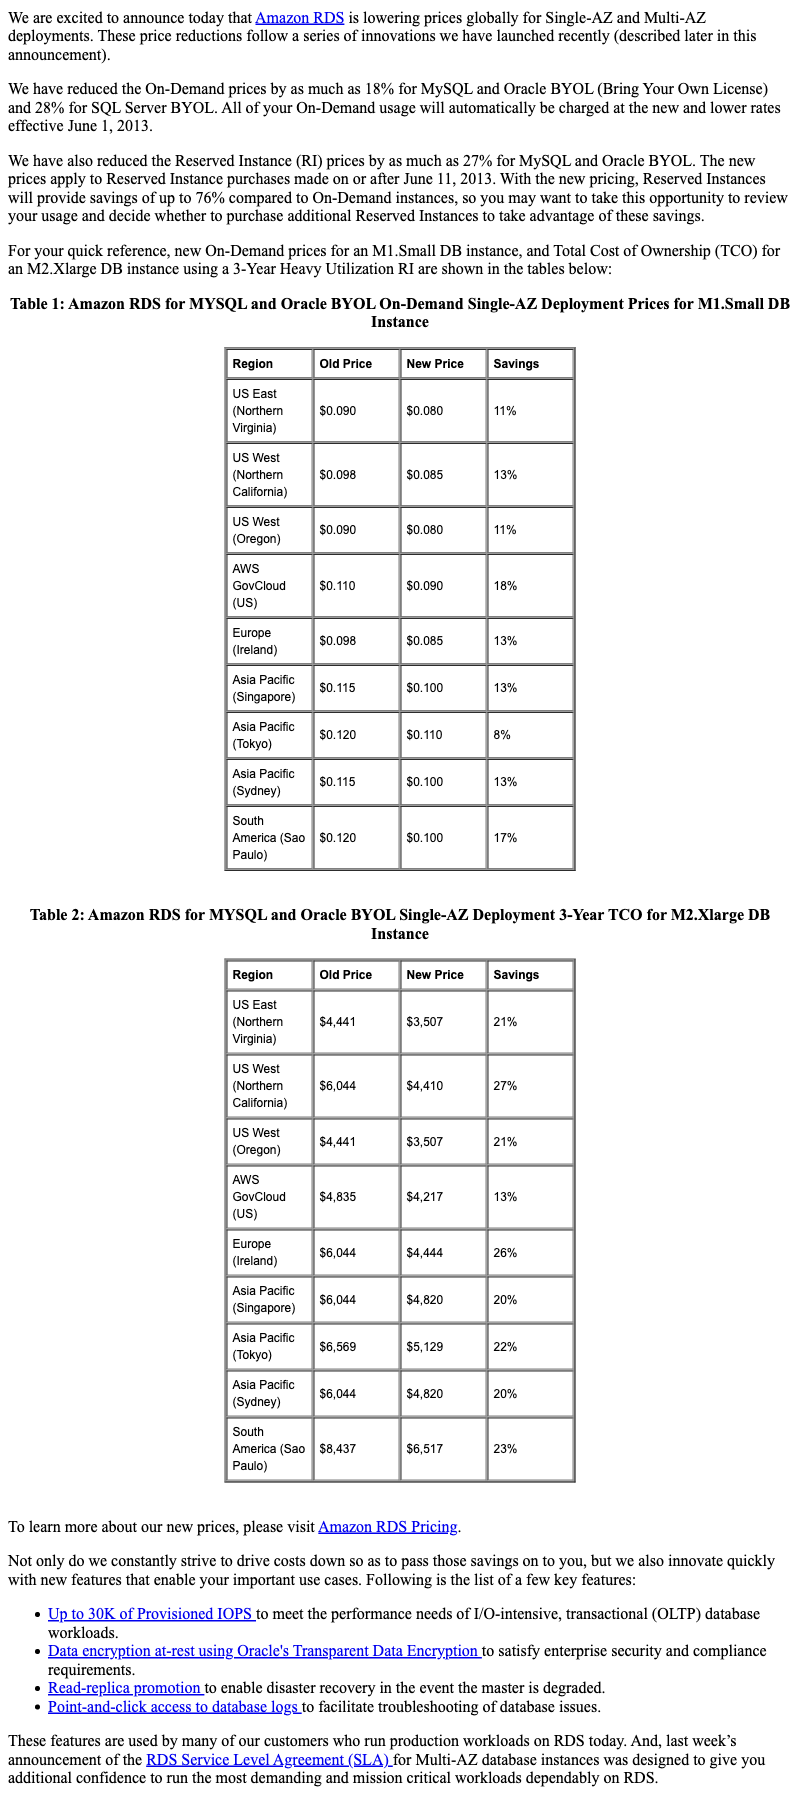 We are excited to announce today that Amazon RDS is lowering prices globally for Single-AZ and Multi-AZ
deployments. These price reductions follow a series of innovations we have launched recently (described later in this
announcement).
We have reduced the On-Demand prices by as much as 18% for MySQL and Oracle BYOL (Bring Your Own License)
and 28% for SQL Server BYOL. All of your On-Demand usage will automatically be charged at the new and lower rates
effective June 1, 2013.
We have also reduced the Reserved Instance (RI) prices by as much as 27% for MySQL and Oracle BYOL. The new
prices apply to Reserved Instance purchases made on or after June 11, 2013. With the new pricing, Reserved Instances
will provide savings of up to 76% compared to On-Demand instances, so you may want to take this opportunity to review
your usage and decide whether to purchase additional Reserved Instances to take advantage of these savings.
For your quick reference, new On-Demand prices for an M1.Small DB instance, and Total Cost of Ownership (TCO) for
an M2.Xlarge DB instance using a 3-Year Heavy Utilization RI are shown in the tables below:
Table 1: Amazon RDS for MYSQL and Oracle BYOL On-Demand Single-AZ Deployment Prices for M1.Small DB
Instance
Region Old Price New Price Savings
US East
(Northern
Virginia) $0.090 $0.080 11%
US West
(Northern
California) $0.098 $0.085 13%
US West
(Oregon) $0.090 $0.080 11%
AWS
GovCloud
(US) $0.110 $0.090 18%
Europe
(Ireland) $0.098 $0.085 13%
Asia Pacific
(Singapore) $0.115 $0.100 13%
Asia Pacific
(Tokyo) $0.120 $0.110 8%
Asia Pacific
(Sydney) $0.115 $0.100 13%
South
America (Sao
Paulo) $0.120 $0.100 17%
Table 2: Amazon RDS for MYSQL and Oracle BYOL Single-AZ Deployment 3-Year TCO for M2.Xlarge DB
Instance
Region Old Price New Price Savings
US East
(Northern
Virginia) $4,441 $3,507 21%
US West
(Northern
California) $6,044 $4,410 27%
US West
(Oregon) $4,441 $3,507 21%
AWS
GovCloud
(US) $4,835 $4,217 13%
Europe
(Ireland) $6,044 $4,444 26%
Asia Pacific
(Singapore) $6,044 $4,820 20%
Asia Pacific
(Tokyo) $6,569 $5,129 22%
Asia Pacific
(Sydney) $6,044 $4,820 20%
South
America (Sao
Paulo) $8,437 $6,517 23%
To learn more about our new prices, please visit Amazon RDS Pricing.
Not only do we constantly strive to drive costs down so as to pass those savings on to you, but we also innovate quickly
with new features that enable your important use cases. Following is the list of a few key features:
• Up to 30K of Provisioned IOPS to meet the performance needs of I/O-intensive, transactional (OLTP) database
workloads.
• Data encryption at-rest using Oracle's Transparent Data Encryption to satisfy enterprise security and compliance
requirements.
• Read-replica promotion to enable disaster recovery in the event the master is degraded.
• Point-and-click access to database logs to facilitate troubleshooting of database issues.
These features are used by many of our customers who run production workloads on RDS today. And, last week’s
announcement of the RDS Service Level Agreement (SLA) for Multi-AZ database instances was designed to give you
additional confidence to run the most demanding and mission critical workloads dependably on RDS.